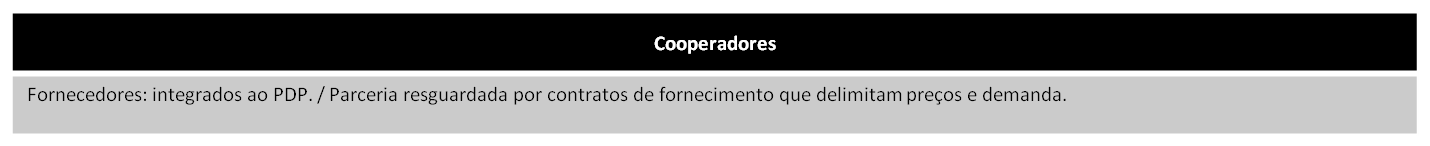 Cooperadores
Fornecedores: integrados ao PDP. / Parceria resguardada por contratos de fornecimento que delimitam preços e demanda.